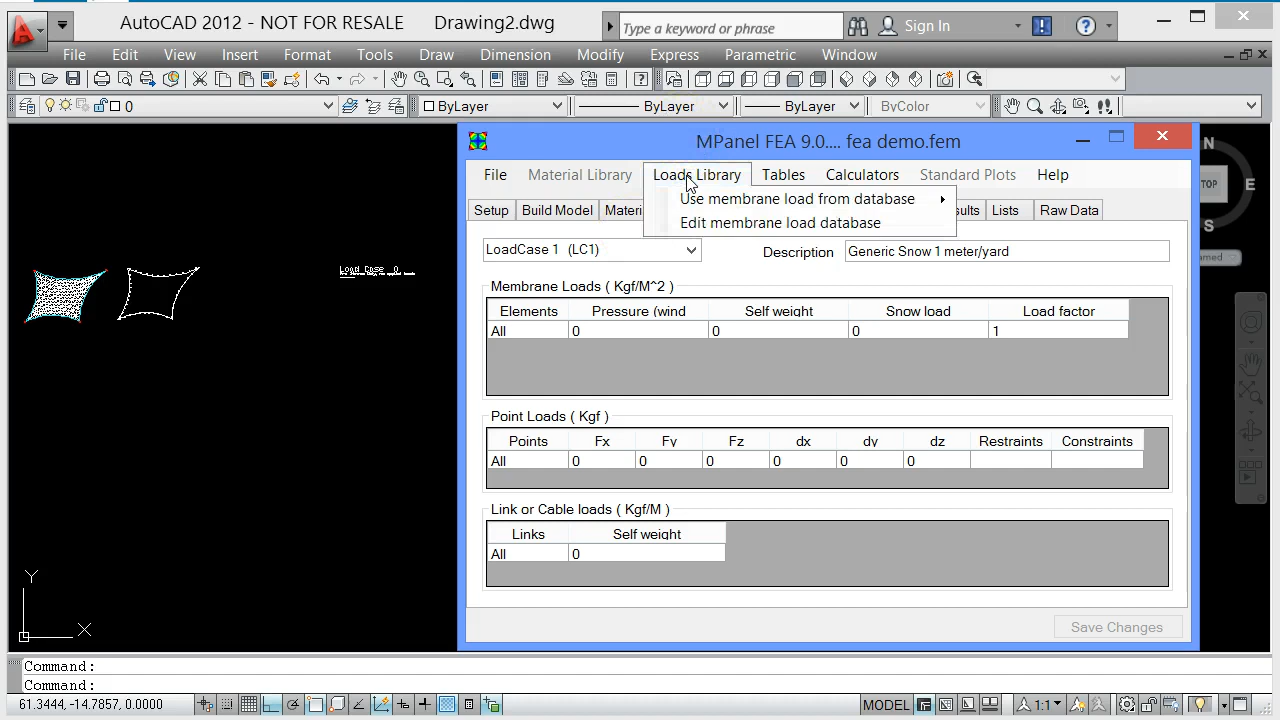 AutoCAD 2012 - NOT FOR RESALE Drawing2.dwg Type a keyword or phrase Sign In
File Edit View Insert Format Tools Draw Dimension Modify Express Parametric Window
0 ByLayer ByLayer ByLayer ByColor
MPanel FEA 9.0.... fea demo.fem
File Material Library Loads Library Tables Calculators Standard Plots Help
Use membrane load from database
Edit membrane load database
Setup Build Model Lists Raw Data
LoadCase 1 (LC1) Description Generic Snow 1 meter/yard
Membrane Loads ( Kgf/M^2 )
Elements Pressure (wind Self weight Snow load Load factor
All 0 0 0 1
Point Loads ( Kgf )
Points Fx Fy Fz dx dy dz Restraints Constraints
All 0 0 0 0 0 0
Link or Cable loads ( Kgf/M )
Links Self weight
All 0
Save Changes
N
TOP E
S
Load Case 0
Y
X
Command:
Command:
61.3444, -14.7857, 0.0000 MODEL 1:1